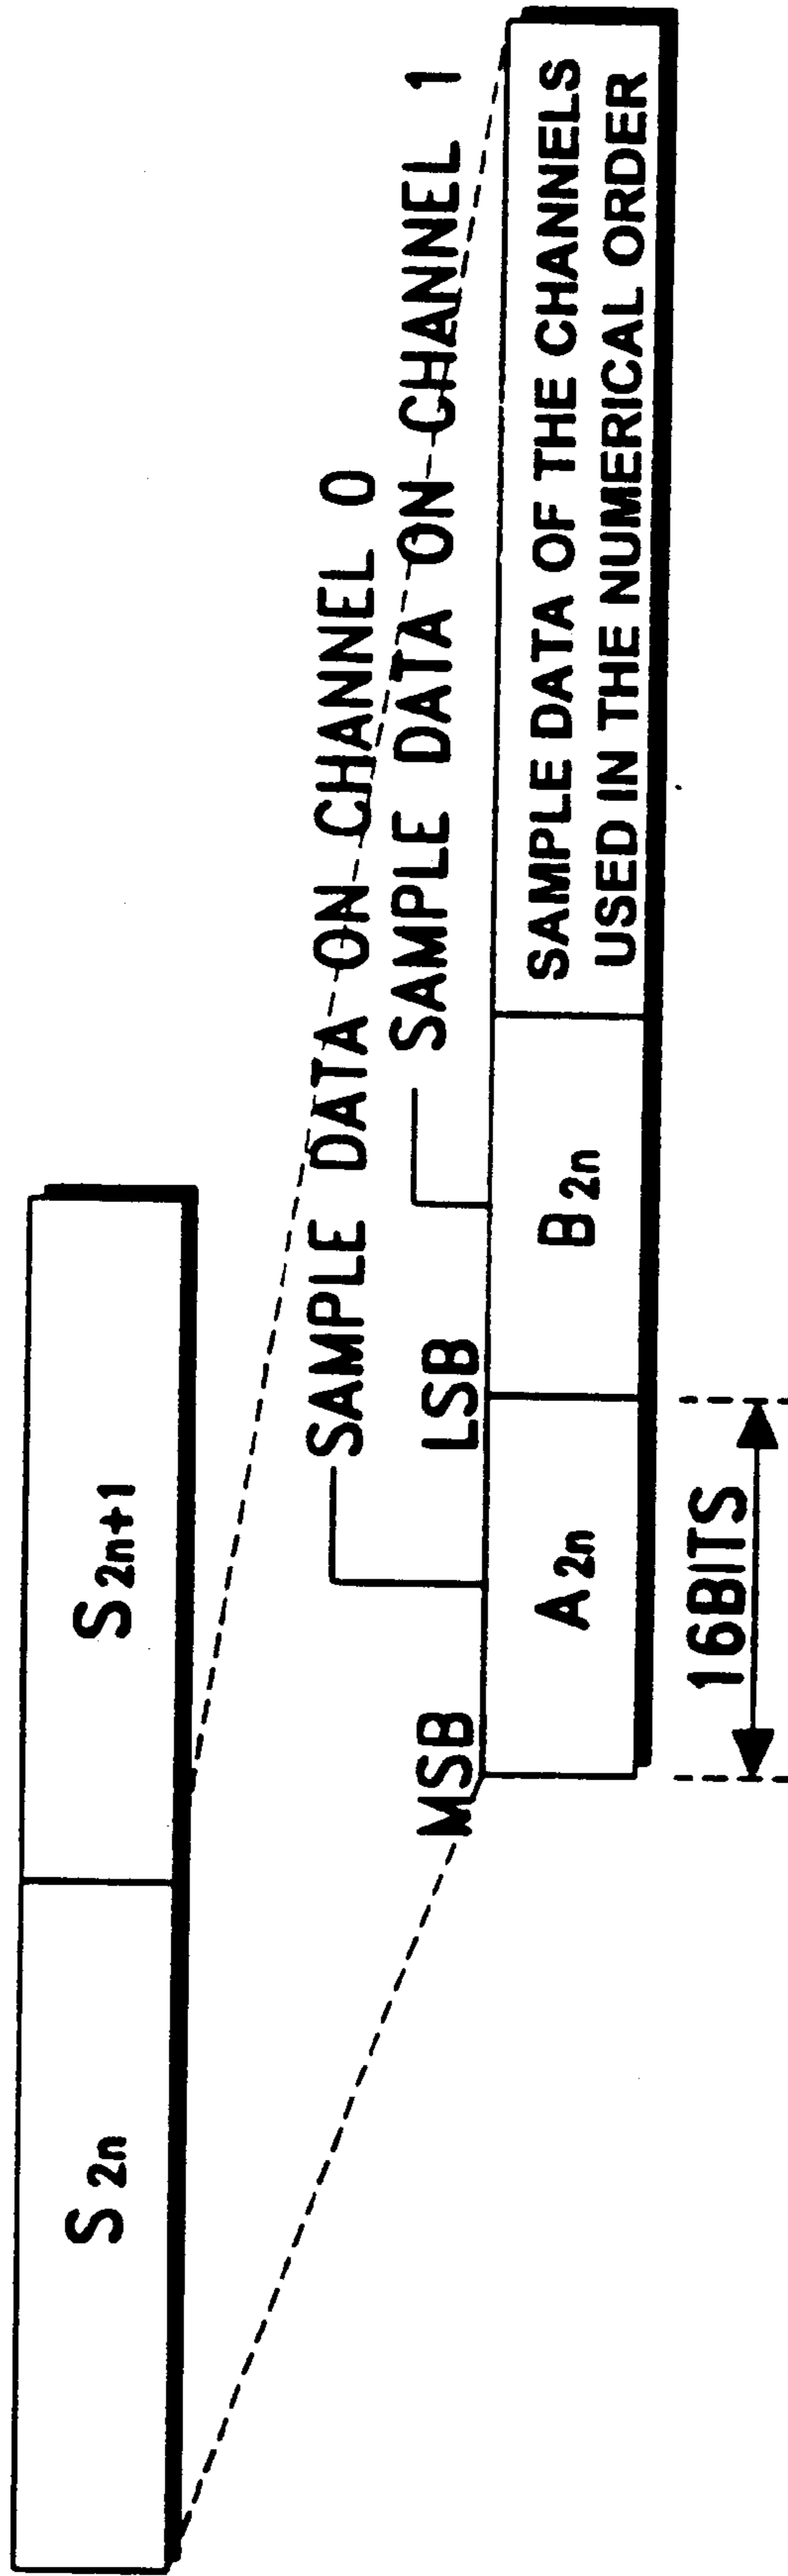 S2n
S2n+1
SAMPLE DATA ON CHANNEL 0
SAMPLE DATA ON CHANNEL 1
MSB
LSB
A2n
B2n
SAMPLE DATA OF THE CHANNELS
USED IN THE NUMERICAL ORDER
16BITS